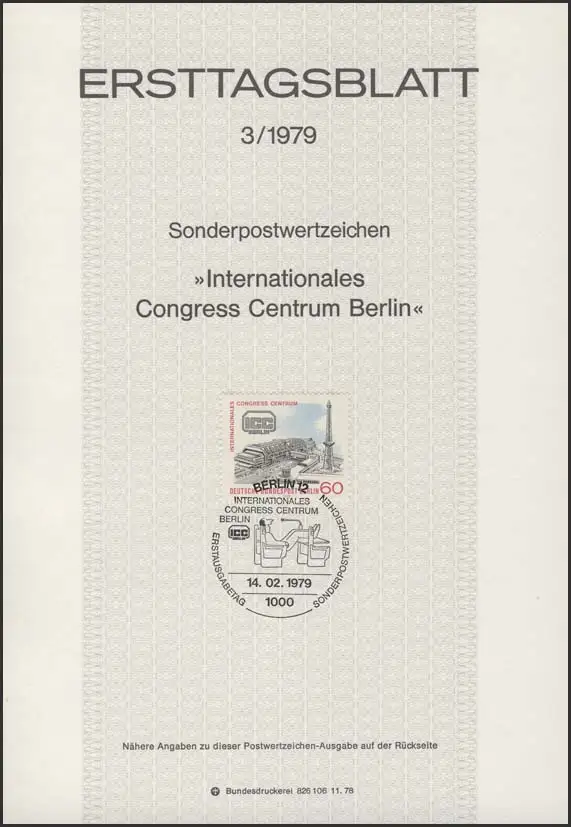 ERSTTAGSBLATT
3/1979
Sonderpostwertzeichen
»Internationales
Congress Centrum Berlin«
INTERNATIONALES CONGRESS CENTRUM
ICC
BERLIN
DEUTSCHE BUNDESPOST BERLIN 60
BERLIN 12
INTERNATIONALES
CONGRESS CENTRUM
BERLIN
ICC
ERSTAUSGABETAG
SONDERPOSTWERTZEICHEN
14. 02. 1979
1000
Nähere Angaben zu dieser Postwertzeichen-Ausgabe auf der Rückseite
Bundesdruckerei 826106 11. 78